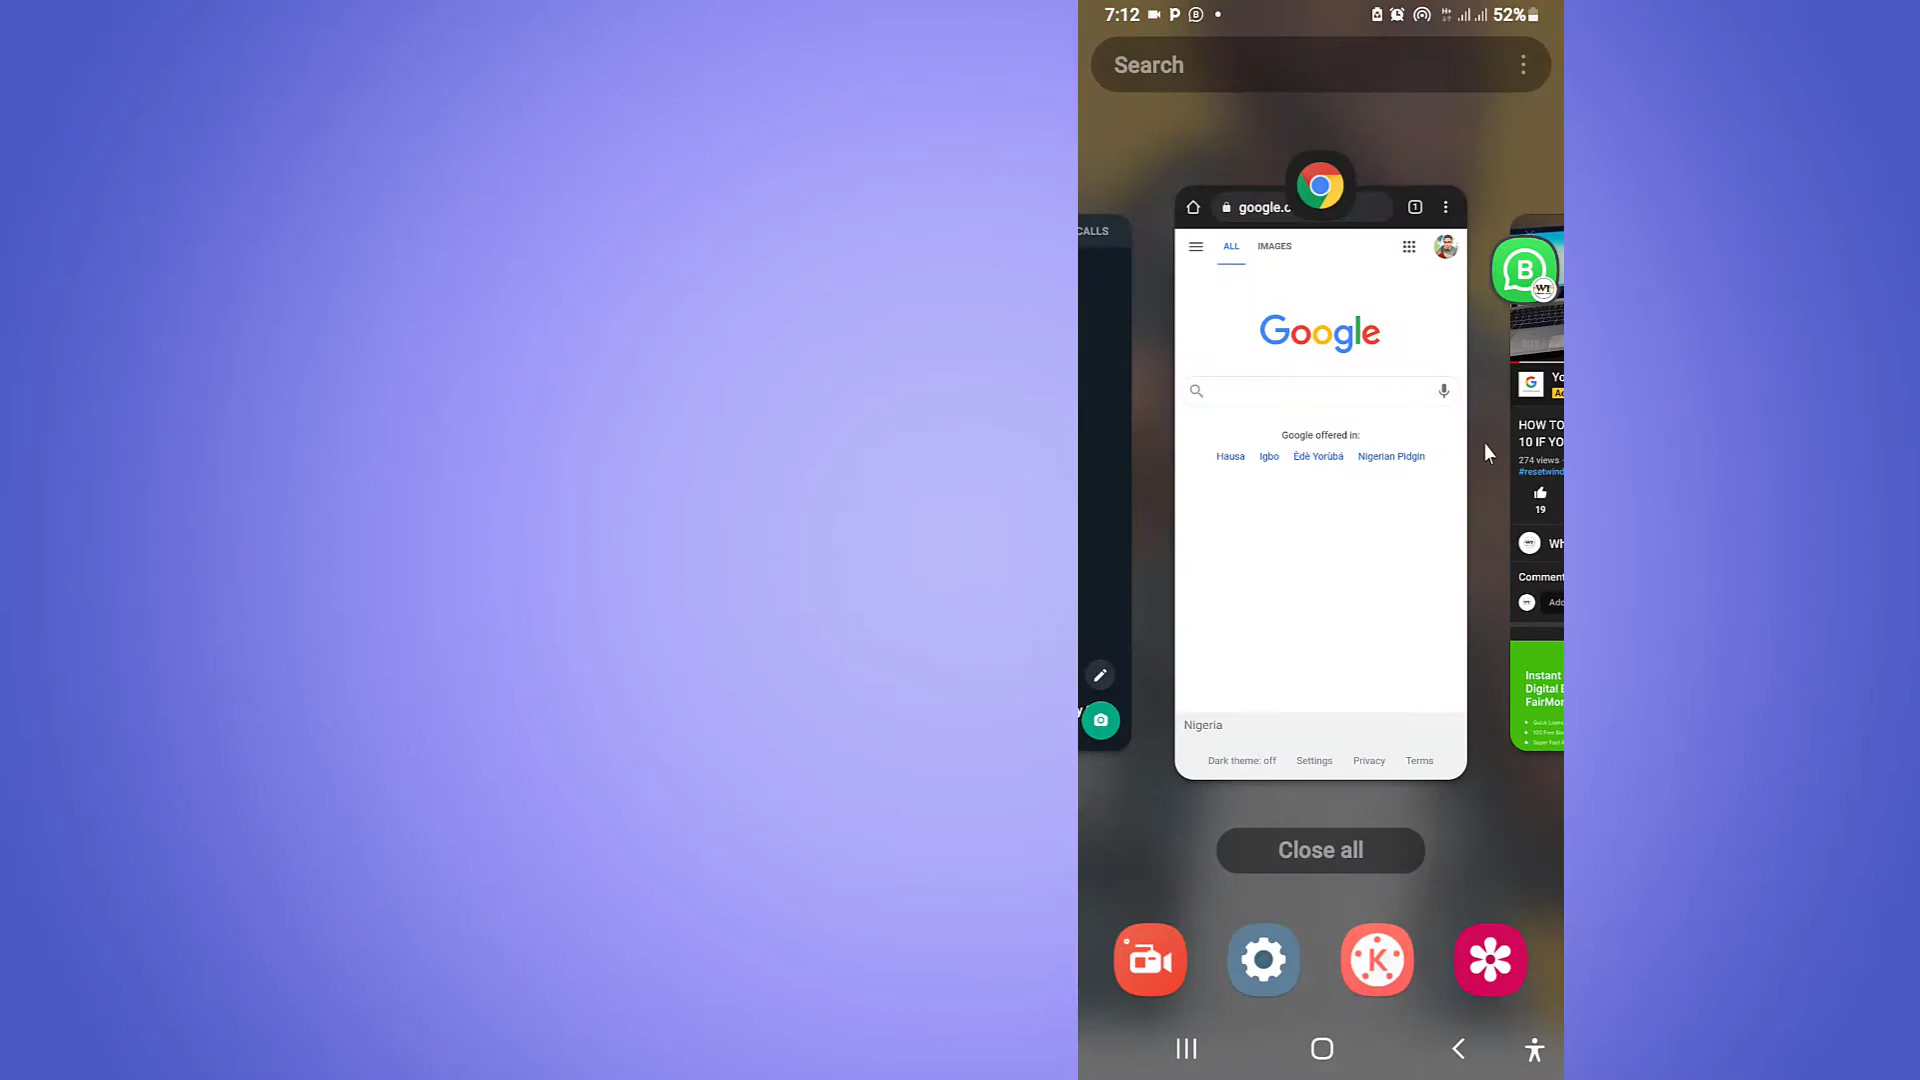 7:12
P
B
H+
52%
Search
CALLS
google.c
1
ALL
IMAGES
B
WT
Google
Google offered in:
Hausa Igbo Èdè Yorùbá Nigerian Pidgin
Yo
HOW TO
10 IF YO
274 views
#resetwind
19
Wh
Comment
Instant
Digital
FairMon
Nigeria
Dark theme: off Settings Privacy Terms
Close all
K